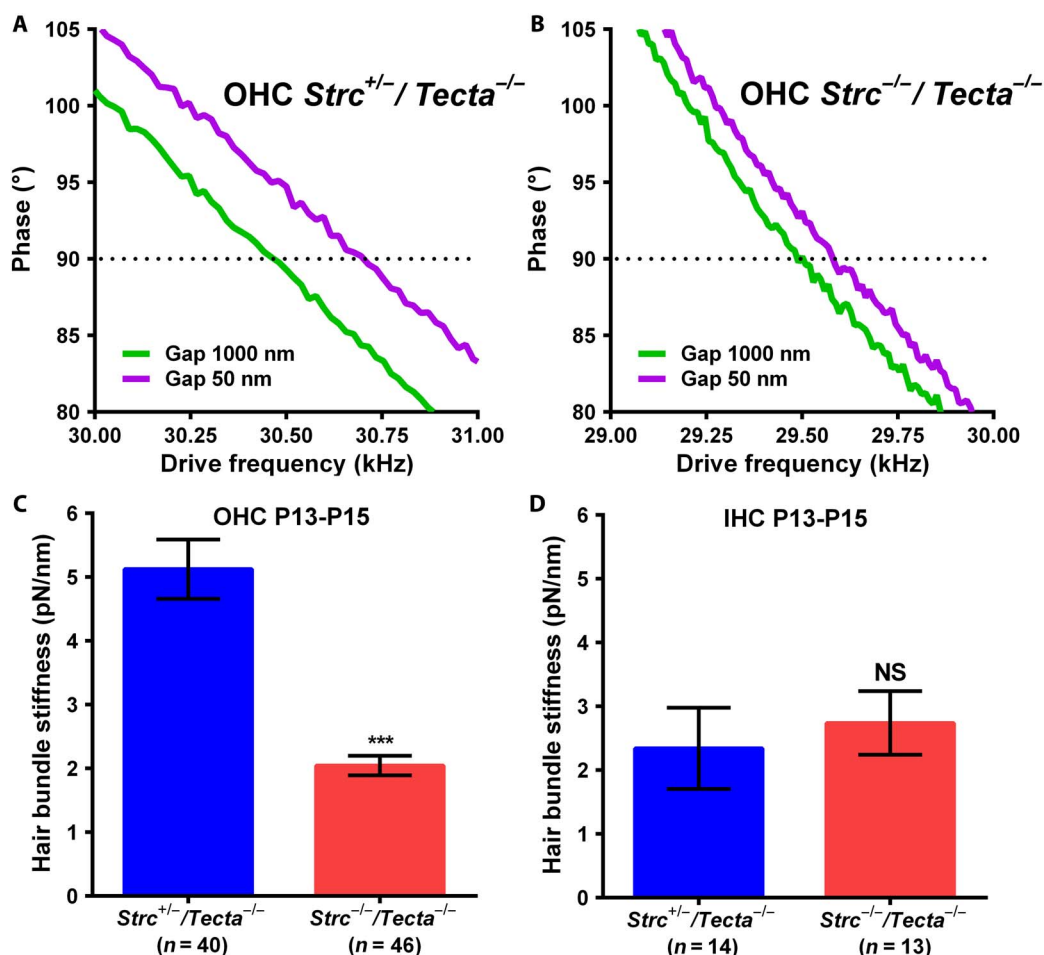 A
OHC Strc+/–/ Tecta–/–
Phase (°)
105
100
95
90
85
80
Gap 1000 nm
Gap 50 nm
30.00 30.25 30.50 30.75 31.00
Drive frequency (kHz)
B
OHC Strc–/–/ Tecta–/–
Phase (°)
105
100
95
90
85
80
Gap 1000 nm
Gap 50 nm
29.00 29.25 29.50 29.75 30.00
Drive frequency (kHz)
C
OHC P13-P15
Hair bundle stiffness (pN/nm)
6
5
4
3
2
1
0
***
Strc+/–/Tecta–/– Strc–/–/Tecta–/–
(n = 40) (n = 46)
D
IHC P13-P15
Hair bundle stiffness (pN/nm)
6
5
4
3
2
1
0
NS
Strc+/–/Tecta–/– Strc–/–/Tecta–/–
(n = 14) (n = 13)